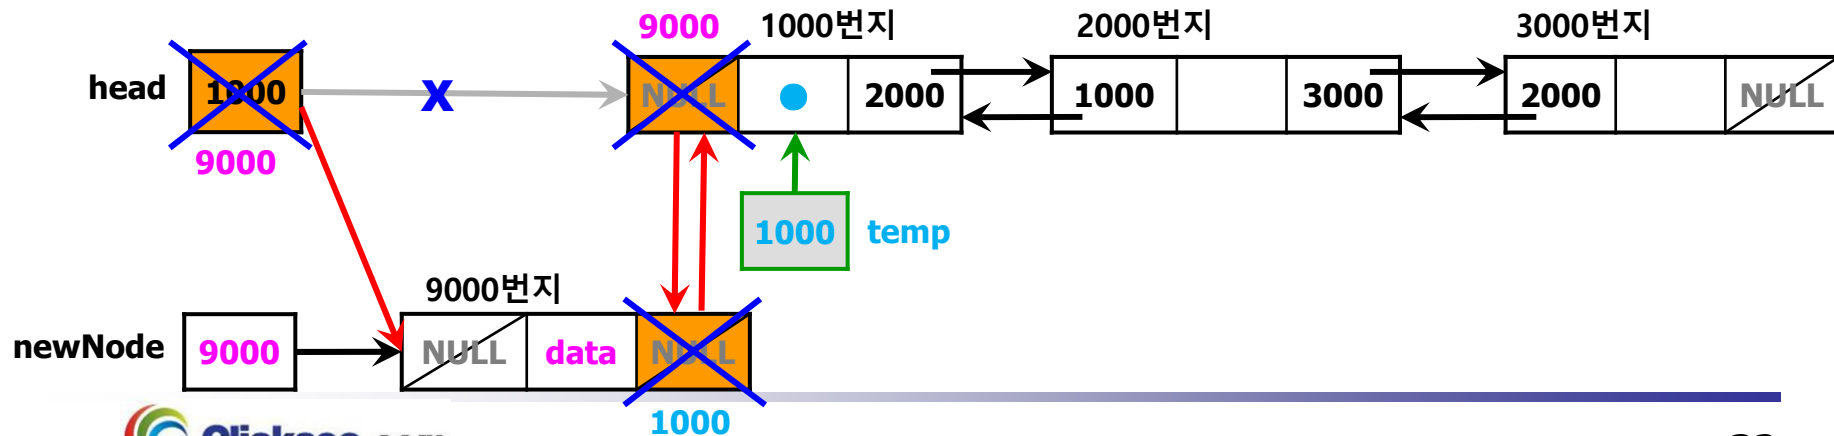 9000 1000번지 2000번지 3000번지
head 1000 X NULL 2000 1000 3000 2000 NULL
9000
1000 temp
9000번지
newNode 9000 NULL data NULL
1000